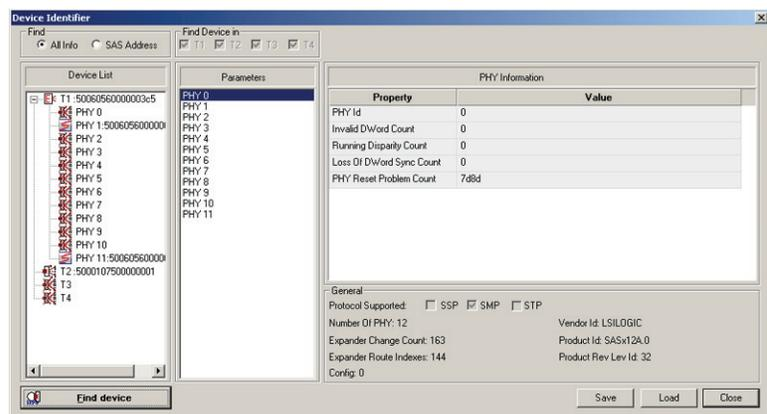 Device Identifier
Find
All Info
SAS Address
Find Device in
T1
T2
T3
T4
Device List
T1 :50060560000003c5
PHY 0
PHY 1:500605600000
PHY 2
PHY 3
PHY 4
PHY 5
PHY 6
PHY 7
PHY 8
PHY 9
PHY 10
PHY 11:50060560000
T2 :5000107500000001
T3
T4
Find device
Parameters
PHY 0
PHY 1
PHY 2
PHY 3
PHY 4
PHY 5
PHY 6
PHY 7
PHY 8
PHY 9
PHY 10
PHY 11
PHY Information
Property Value
PHY Id 0
Invalid DWord Count 0
Running Disparity Count 0
Loss Of DWord Sync Count 0
PHY Reset Problem Count 7d8d
General
Protocol Supported: SSP SMP STP
Number Of PHY: 12 Vendor Id: LSILOGIC
Expander Change Count: 163 Product Id: SASx12A.0
Expander Route Indexes: 144 Product Rev Lev Id: 32
Config: 0
Save
Load
Close